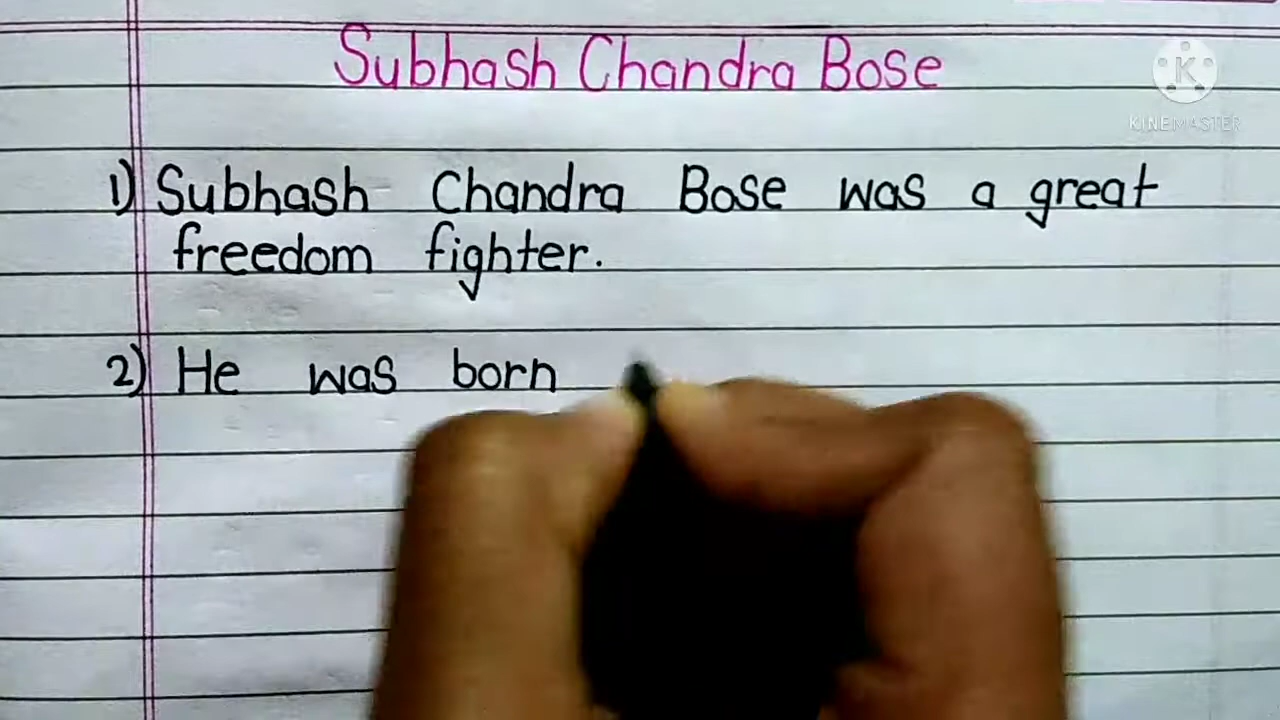 Subhash Chandra Bose
KINEMASTER
1) Subhash Chandra Bose was a great
freedom fighter.
2) He was born